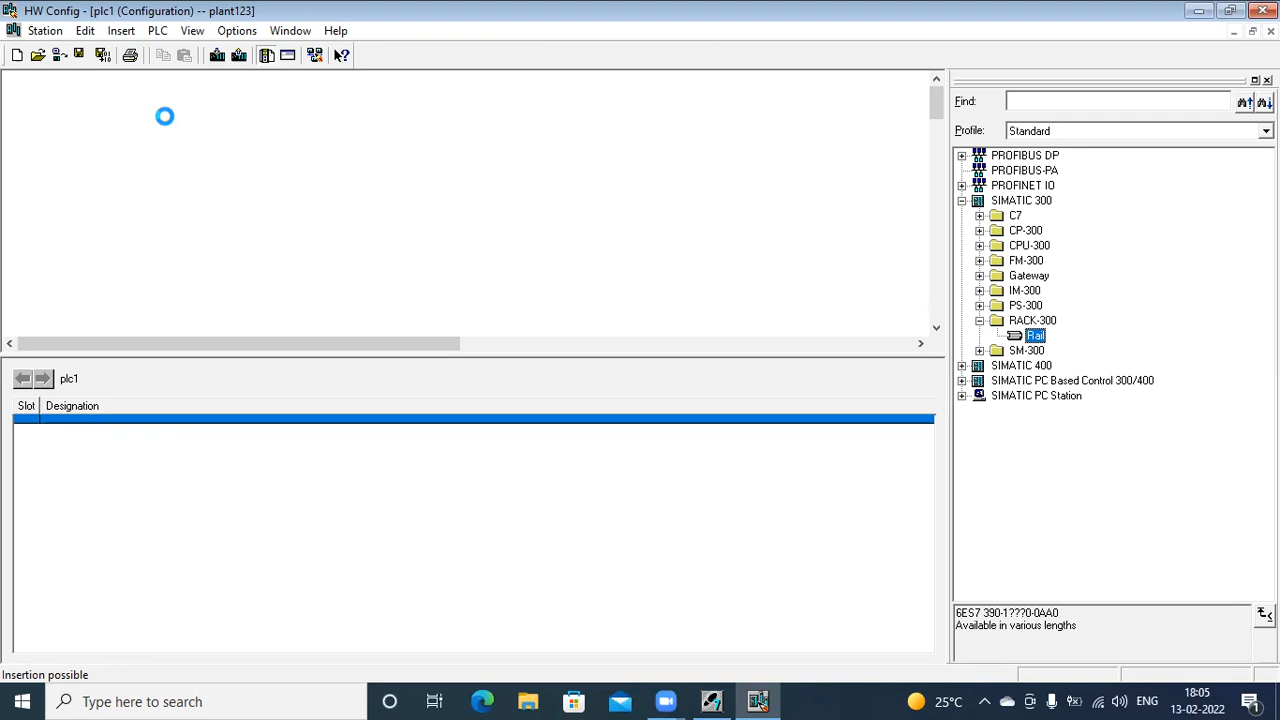 HW Config - [plc1 (Configuration) -- plant123]
Station Edit Insert PLC View Options Window Help
Find:
Profile: Standard
PROFIBUS DP
PROFIBUS-PA
PROFINET IO
SIMATIC 300
C7
CP-300
CPU-300
FM-300
Gateway
IM-300
PS-300
RACK-300
Rail
SM-300
SIMATIC 400
SIMATIC PC Based Control 300/400
SIMATIC PC Station
plc1
Slot Designation
6ES7 390-1???0-0AA0
Available in various lengths
Insertion possible
Type here to search
25°C
ENG
18:05
13-02-2022
1